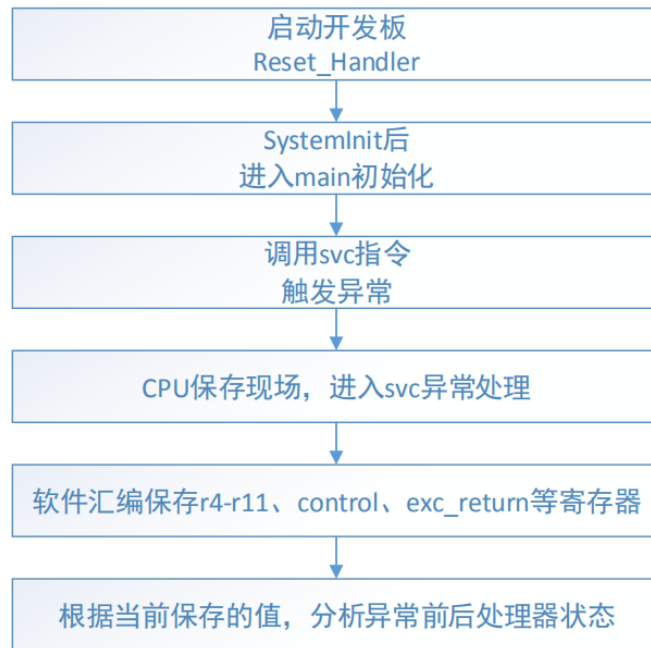 启动开发板
Reset_Handler
SystemInit后
进入main初始化
调用svc指令
触发异常
CPU保存现场，进入svc异常处理
软件汇编保存r4-r11、control、exc_return等寄存器
根据当前保存的值，分析异常前后处理器状态